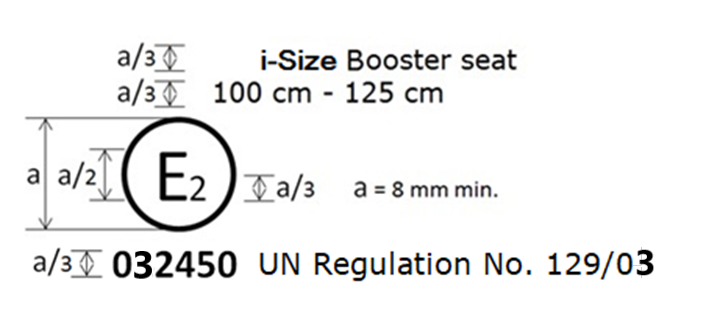 a/3 i-Size Booster seat
a/3 100 cm - 125 cm
a a/2 E2 a/3 a = 8 mm min.
a/3 032450 UN Regulation No. 129/03